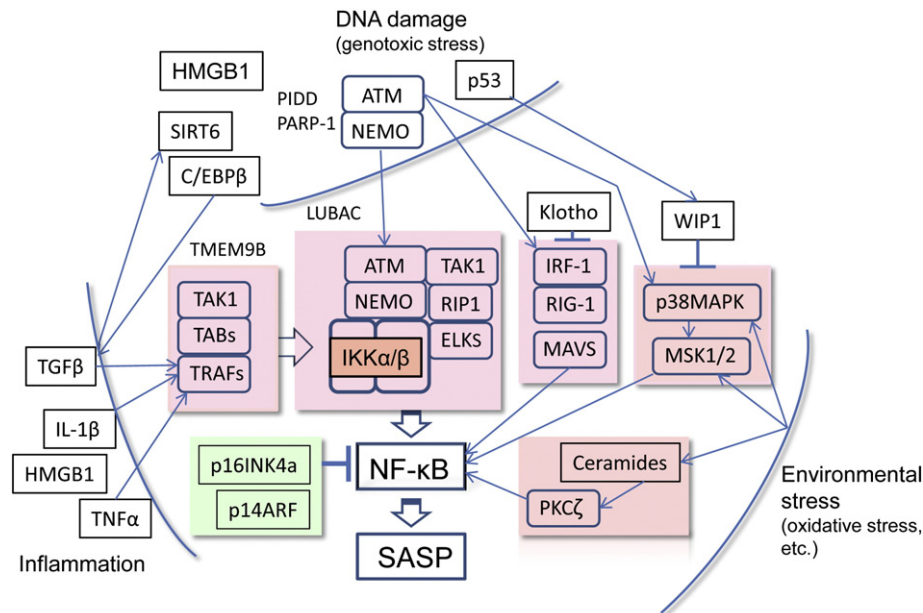 DNA damage
(genotoxic stress)
HMGB1
p53
PIDD
PARP-1
ATM
NEMO
SIRT6
C/EBPβ
LUBAC
Klotho
WIP1
TMEM9B
TAK1
TABs
TRAFs
ATM
TAK1
NEMO
RIP1
IKKα/β
ELKS
IRF-1
RIG-1
MAVS
p38MAPK
MSK1/2
TGFβ
IL-1β
HMGB1
TNFα
Inflammation
p16INK4a
p14ARF
NF-κB
SASP
Ceramides
PKCζ
Environmental
stress
(oxidative stress,
etc.)